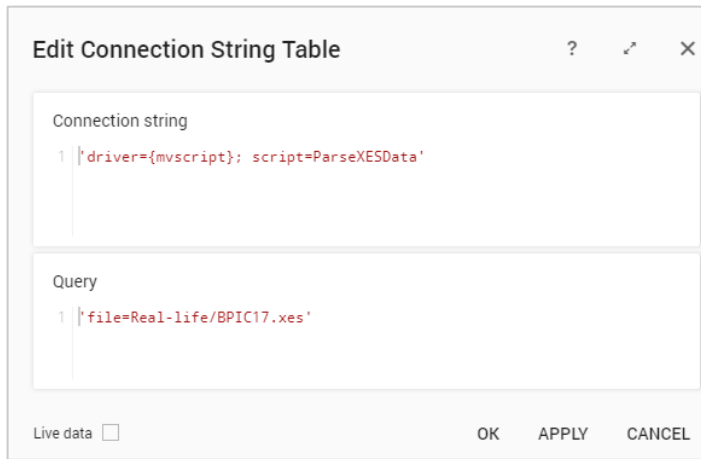 Edit Connection String Table ?
Connection string
1 'driver={mvscript}; script=ParseXESData'
Query
1 'file=Real-life/BPIC17.xes'
Live data OK APPLY CANCEL